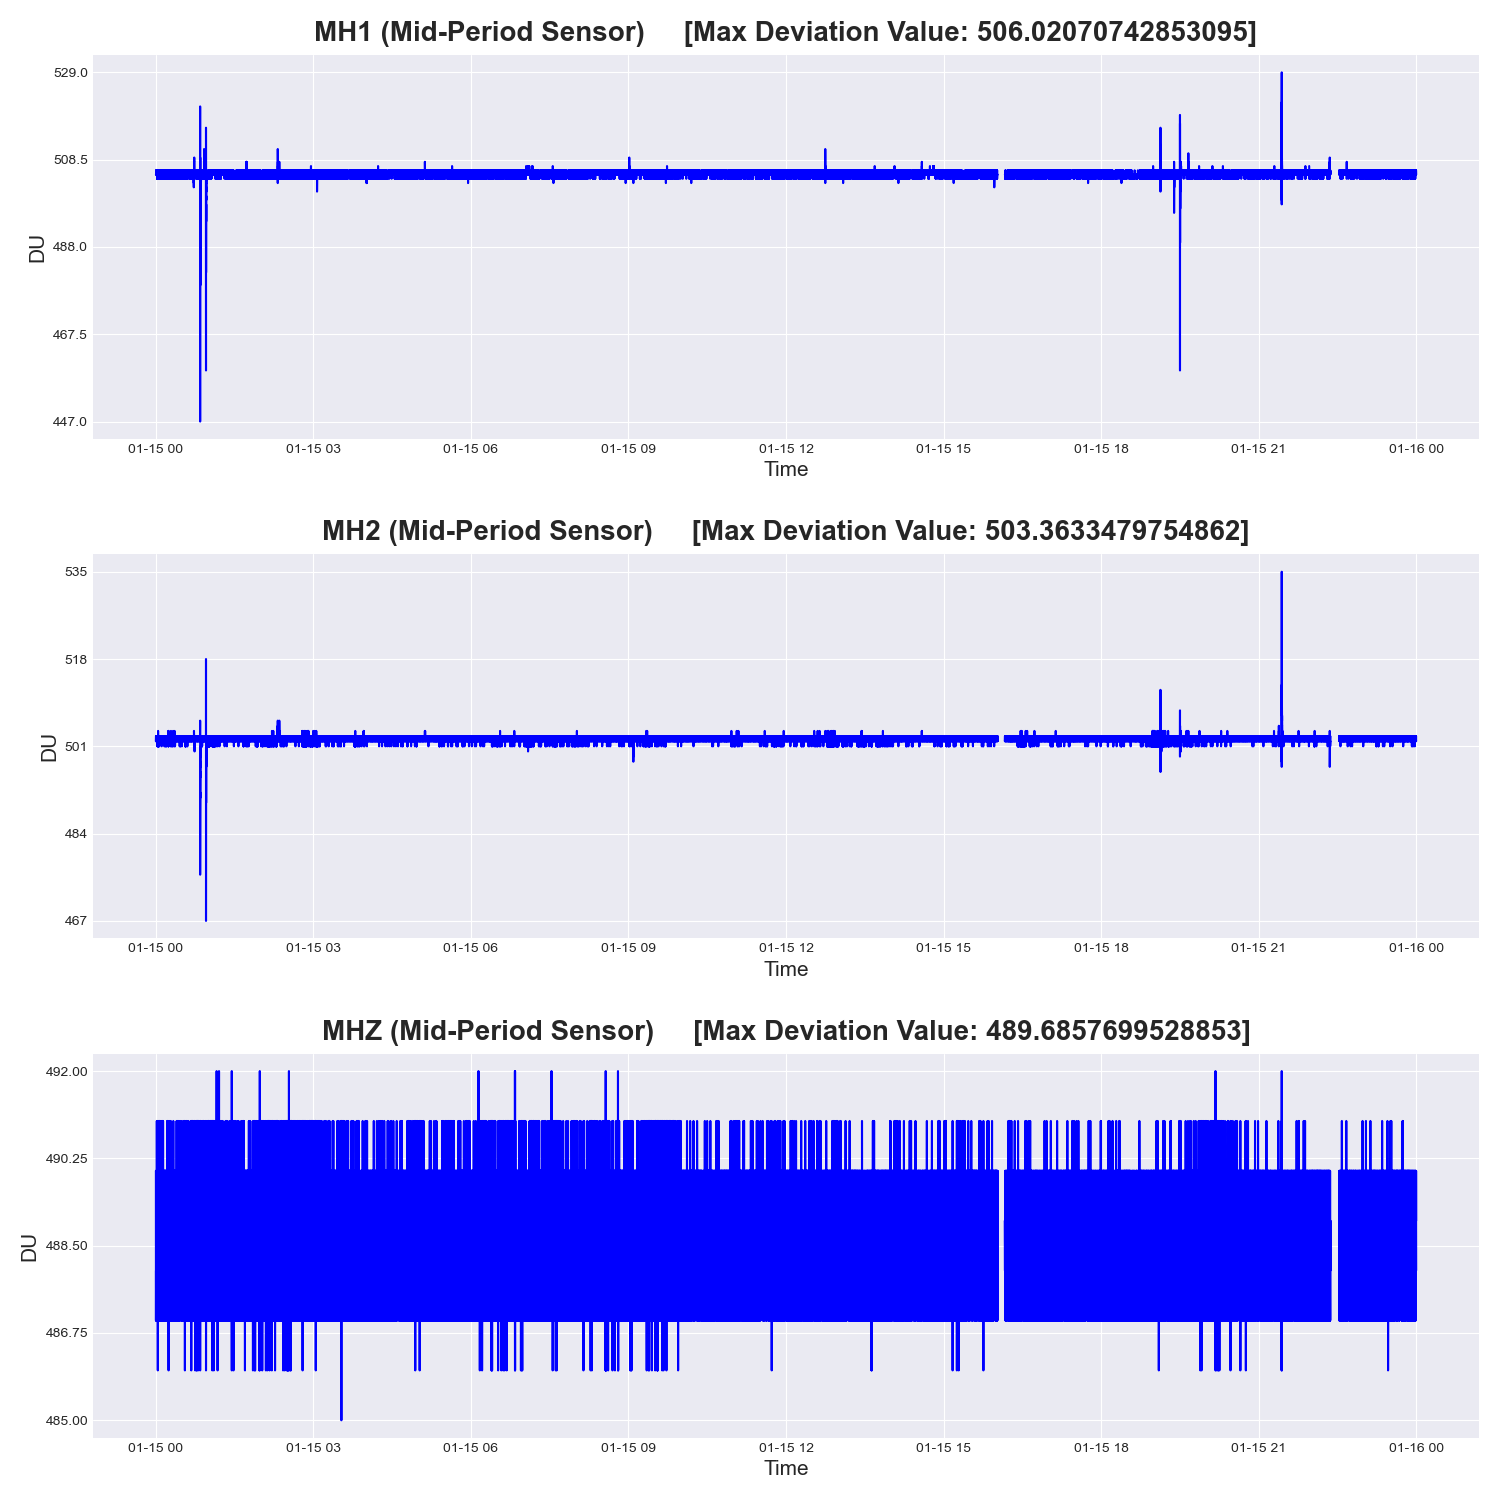 MH1 (Mid-Period Sensor) [Max Deviation Value: 506.02070742853095]
529.0
508.5
488.0
467.5
447.0
DU
01-15 00 01-15 03 01-15 06 01-15 09 01-15 12 01-15 15 01-15 18 01-15 21 01-16 00
Time
MH2 (Mid-Period Sensor) [Max Deviation Value: 503.3633479754862]
535
518
501
484
467
DU
01-15 00 01-15 03 01-15 06 01-15 09 01-15 12 01-15 15 01-15 18 01-15 21 01-16 00
Time
MHZ (Mid-Period Sensor) [Max Deviation Value: 489.6857699528853]
492.00
490.25
488.50
486.75
485.00
DU
01-15 00 01-15 03 01-15 06 01-15 09 01-15 12 01-15 15 01-15 18 01-15 21 01-16 00
Time